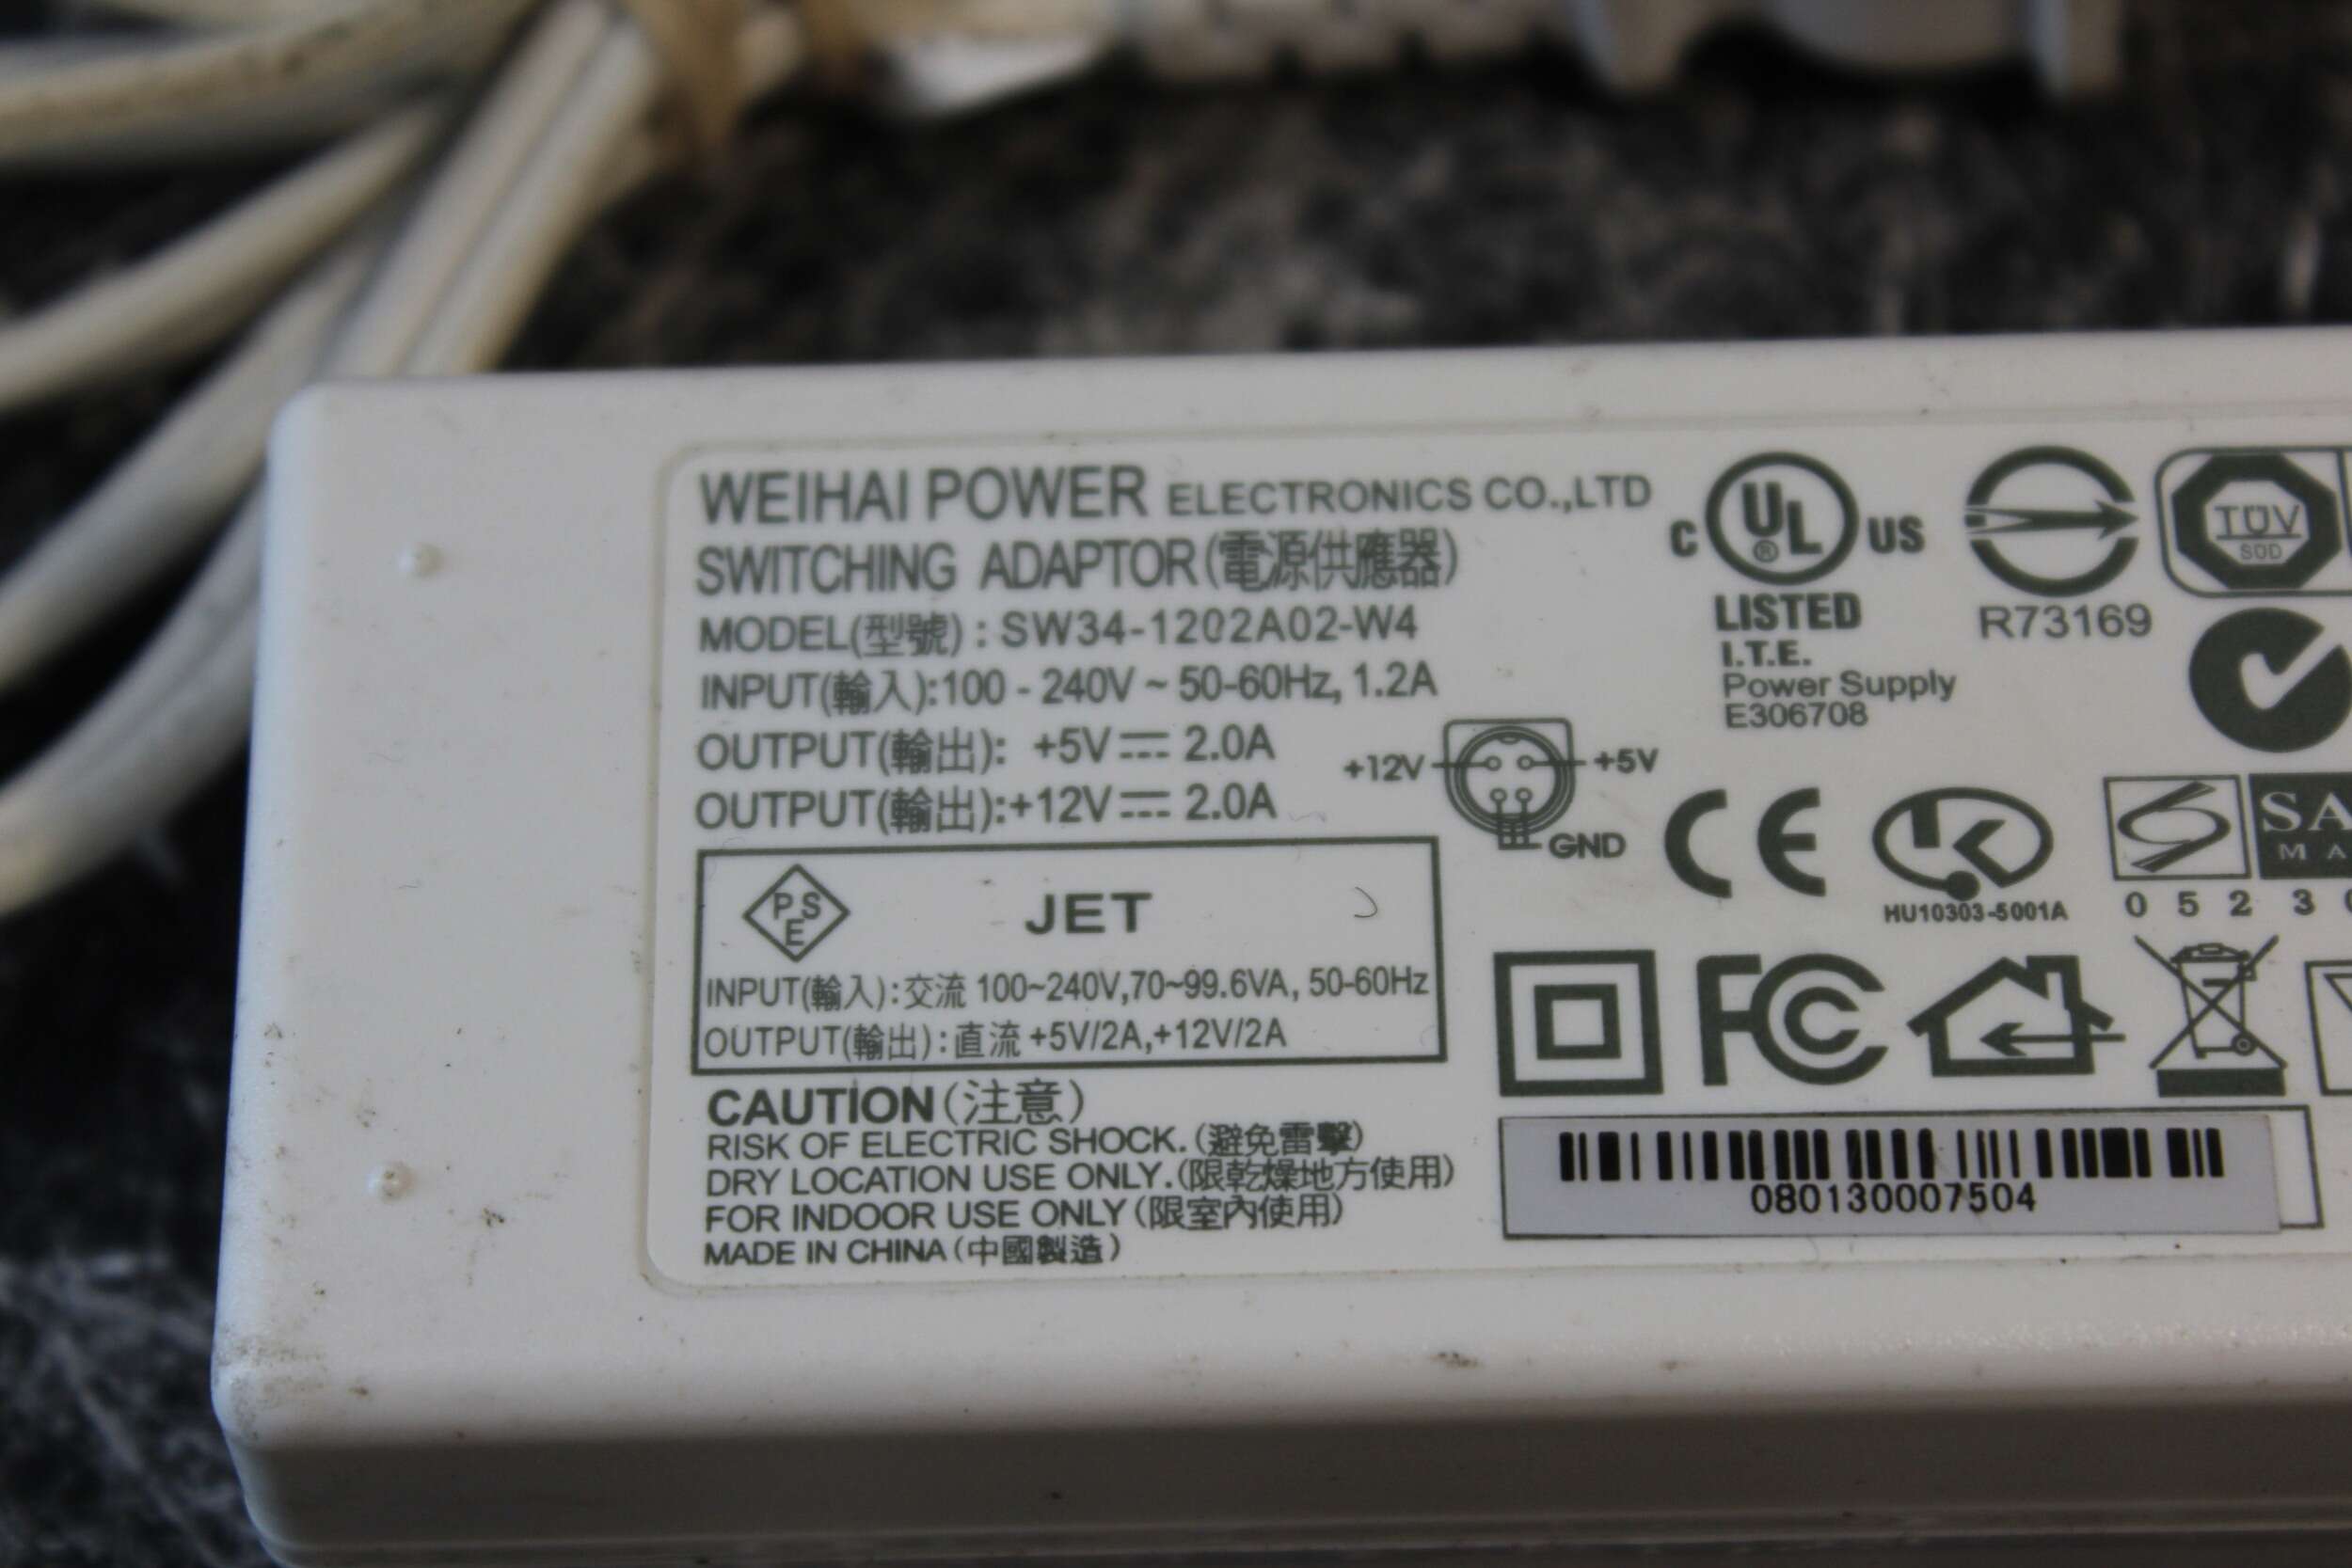 WEIHAI POWER ELECTRONICS CO.,LTD
SWITCHING ADAPTOR(電源供應器)
MODEL(型號) : SW34-1202A02-W4
INPUT(輸入):100 - 240V ~ 50-60Hz, 1.2A
OUTPUT(輸出): +5V⎓ 2.0A
OUTPUT(輸出):+12V⎓ 2.0A
+12V +5V
GND
PSE
JET
INPUT(輸入) : 交流 100~240V,70~99.6VA, 50-60Hz
OUTPUT(輸出) : 直流 +5V/2A,+12V/2A
CAUTION (注意)
RISK OF ELECTRIC SHOCK. (避免雷擊)
DRY LOCATION USE ONLY.(限乾燥地方使用)
FOR INDOOR USE ONLY (限室內使用)
MADE IN CHINA (中國製造)
C UL® US
LISTED
I.T.E.
Power Supply
E306708
R73169
TÜV
SÜD
CE
HU10303-5001A
SA
MA
0 5 2 3
FC
080130007504